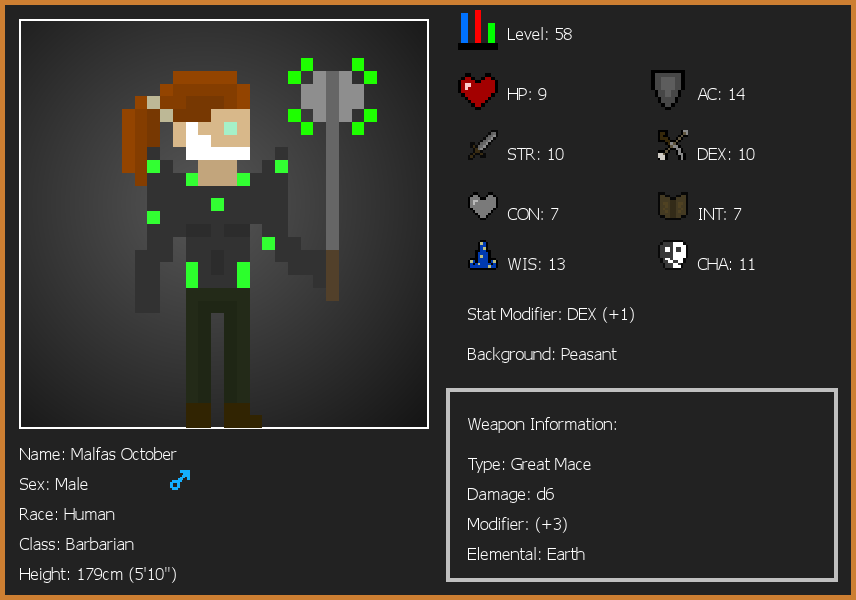 Level: 58
HP: 9
AC: 14
STR: 10
DEX: 10
CON: 7
INT: 7
WIS: 13
CHA: 11
Stat Modifier: DEX (+1)
Background: Peasant
Weapon Information:
Type: Great Mace
Damage: d6
Modifier: (+3)
Elemental: Earth
Name: Malfas October
Sex: Male
Race: Human
Class: Barbarian
Height: 179cm (5'10")